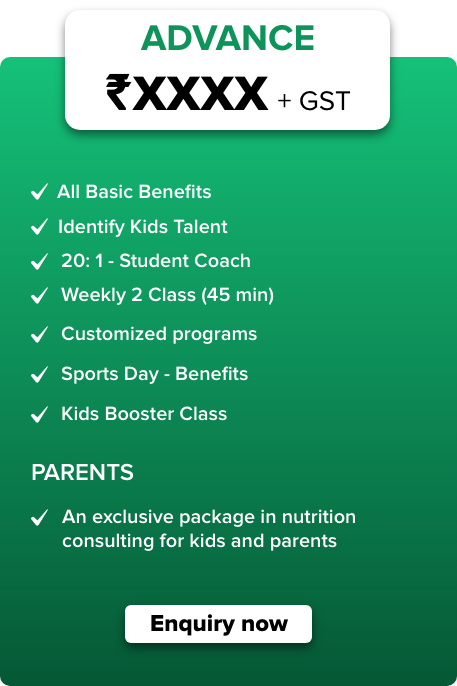 ADVANCE
₹XXXX + GST
All Basic Benefits
Identify Kids Talent
20: 1 - Student Coach
Weekly 2 Class (45 min)
Customized programs
Sports Day - Benefits
Kids Booster Class
PARENTS
An exclusive package in nutrition
consulting for kids and parents
Enquiry now